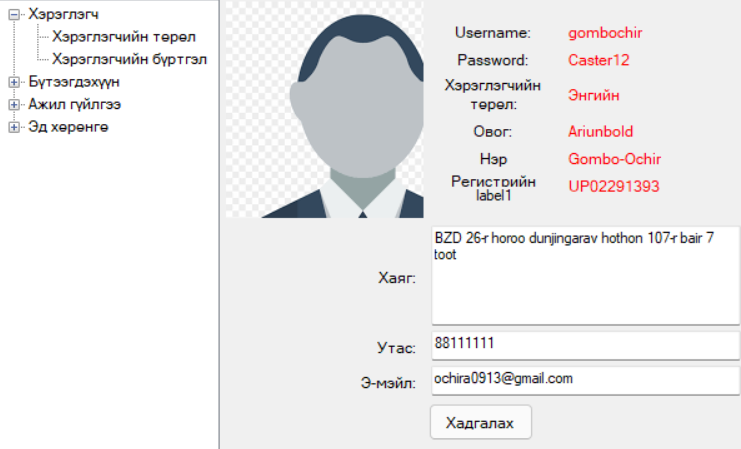 Хэрэглэгч
Хэрэглэгчийн төрөл
Хэрэглэгчийн бүртгэл
Бүтээгдэхүүн
Ажил гүйлгээ
Эд хөрөнгө
Username: gombochir
Password: Caster12
Хэрэглэгчийн
төрөл: Энгийн
Овог: Ariunbold
Нэр Gombo-Ochir
Регистрийн UP02291393
label1
BZD 26-r horoo dunjingarav hothon 107-r bair 7
toot
Хаяг:
Утас: 88111111
Э-мэйл: ochira0913@gmail.com
Хадгалах